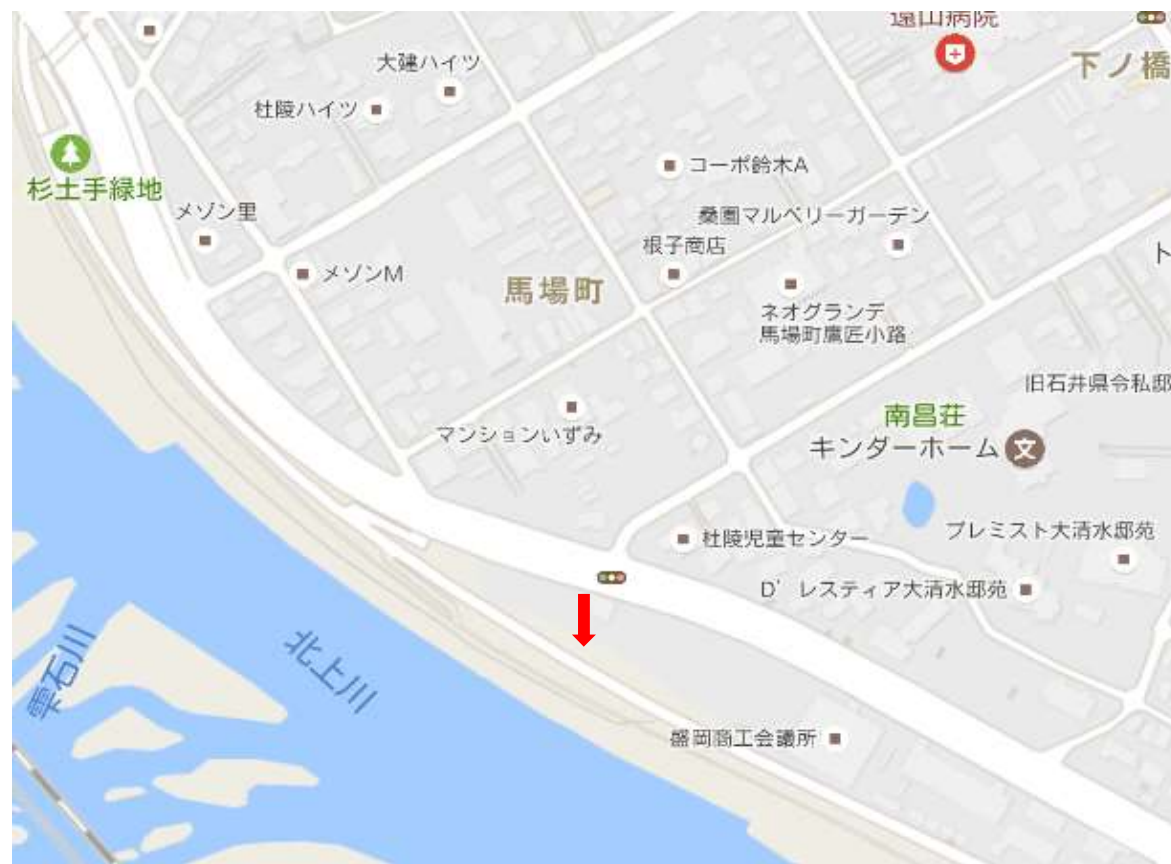 遠山病院
大建ハイツ
下ノ橋
杜陵ハイツ
コーポ鈴木A
杉土手緑地
メゾン里
桑園マルベリーガーデン
根子商店
ト
メゾンM
馬場町
ネオグランデ
馬場町鷹匠小路
旧石井県令私邸
南昌荘
マンションいずみ
キンダーホーム
文
杜陵児童センター
プレミスト大清水邸苑
D’レスティア大清水邸苑
北上川
雫石川
盛岡商工会議所